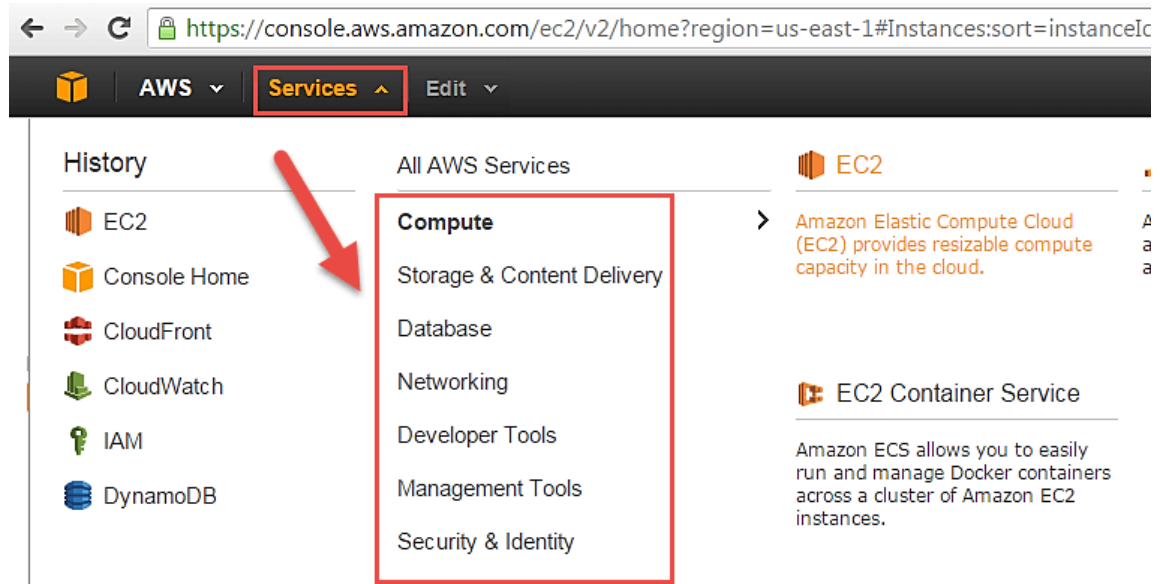 https://console.aws.amazon.com/ec2/v2/home?region=us-east-1#Instances:sort=instanceId
AWS Services Edit
History
EC2
Console Home
CloudFront
CloudWatch
IAM
DynamoDB
All AWS Services
Compute
Storage & Content Delivery
Database
Networking
Developer Tools
Management Tools
Security & Identity
EC2
Amazon Elastic Compute Cloud
(EC2) provides resizable compute
capacity in the cloud.
EC2 Container Service
Amazon ECS allows you to easily
run and manage Docker containers
across a cluster of Amazon EC2
instances.